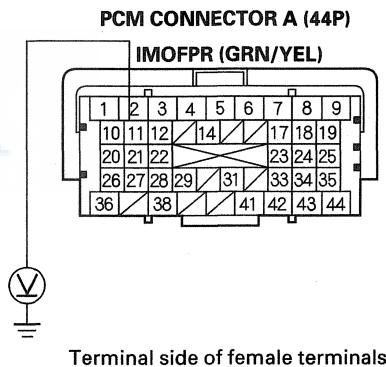 PCM CONNECTOR A (44P)
IMOFPR (GRN/YEL)
1 2 3 4 5 6 7 8 9
10 11 12 14 17 18 19
20 21 22 23 24 25
26 27 28 29 31 33 34 35
36 38 41 42 43 44
V
Terminal side of female terminals